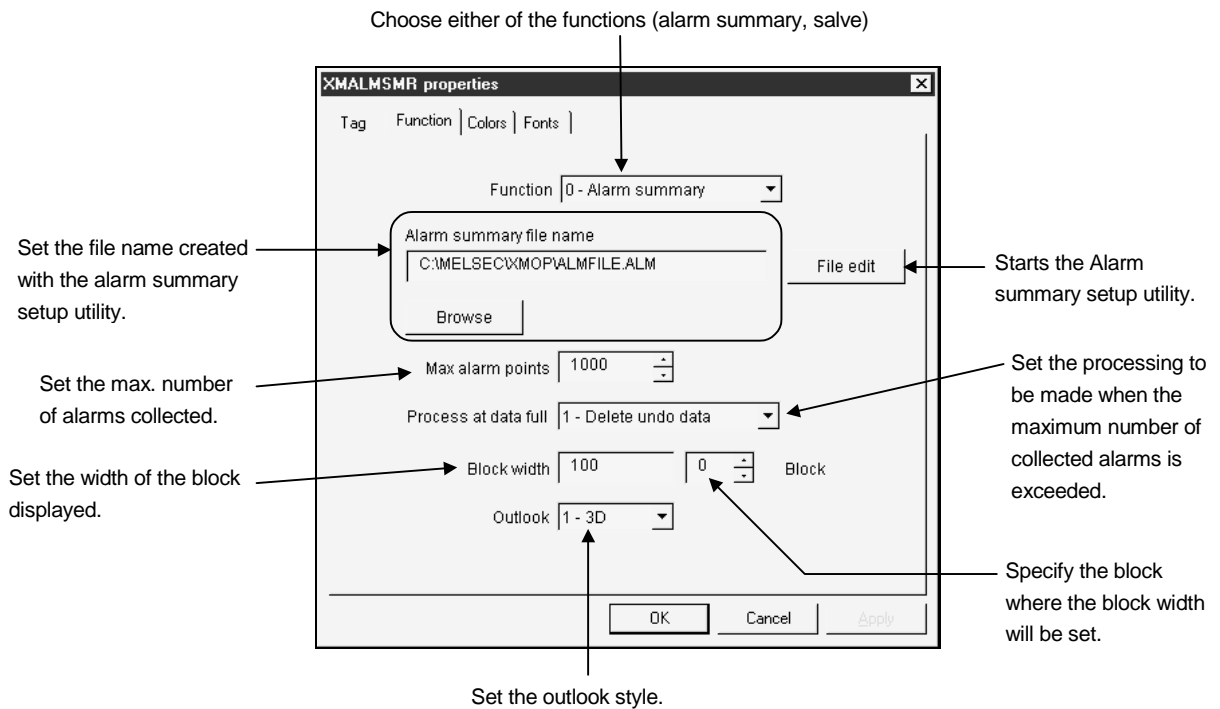 Choose either of the functions (alarm summary, salve)
XMALMSMR properties
Tag Function Colors Fonts
Function 0 - Alarm summary
Set the file name created
with the alarm summary
setup utility.
Alarm summary file name
C:\MELSEC\XMOP\ALMFILE.ALM
Browse
File edit
Starts the Alarm
summary setup utility.
Set the max. number
of alarms collected.
Max alarm points 1000
Process at data full 1 - Delete undo data
Set the processing to
be made when the
maximum number of
collected alarms is
exceeded.
Set the width of the block
displayed.
Block width 100 0 Block
Outlook 1 - 3D
Specify the block
where the block width
will be set.
OK Cancel Apply
Set the outlook style.